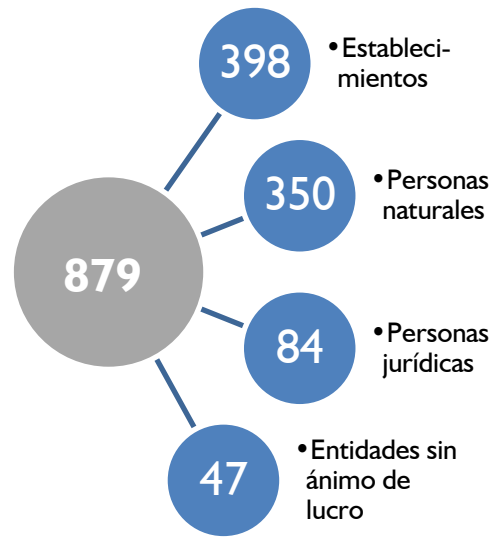 398
•Estableci-
mientos
350
•Personas
naturales
879
84
•Personas
jurídicas
47
•Entidades sin
ánimo de
lucro